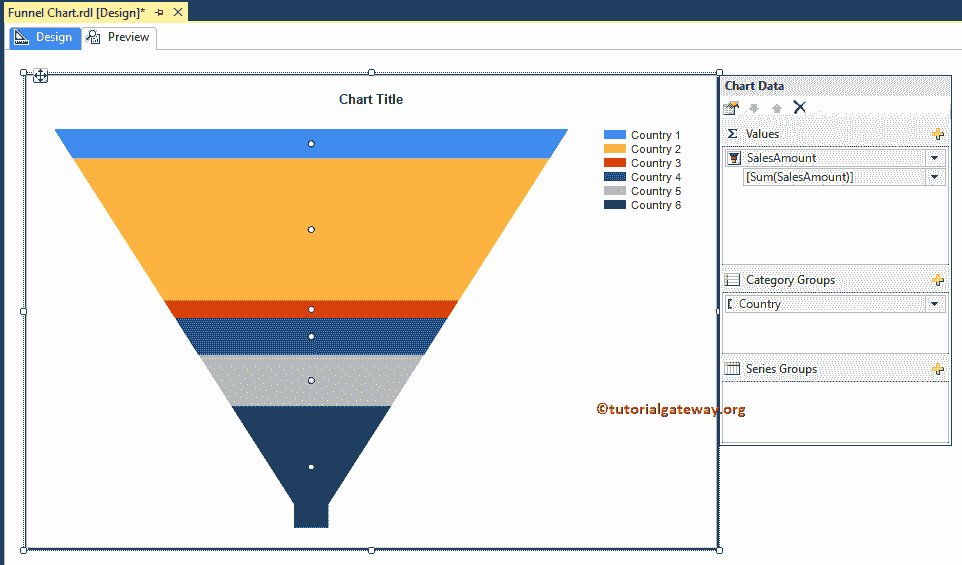 Funnel Chart.rdl [Design]*
Design
Preview
Chart Title
Country 1
Country 2
Country 3
Country 4
Country 5
Country 6
Chart Data
Σ Values
SalesAmount
[Sum(SalesAmount)]
Category Groups
Country
Series Groups
©tutorialgateway.org